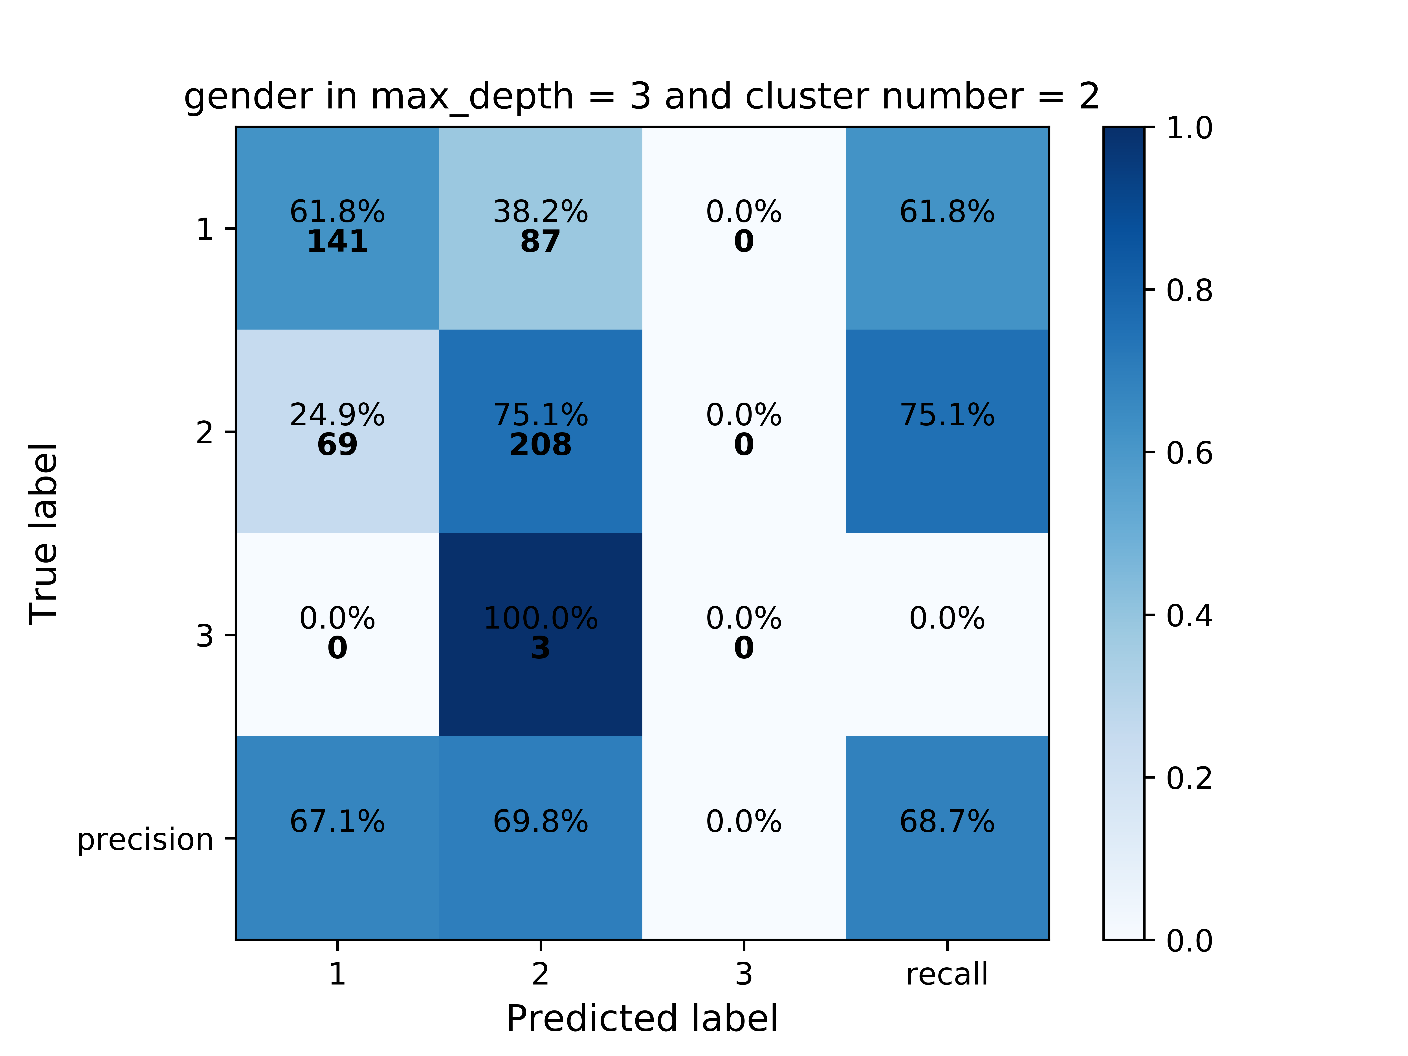 gender in max_depth = 3 and cluster number = 2
61.8% 38.2% 0.0% 61.8%
1 141 87 0
24.9% 75.1% 0.0% 75.1%
2 69 208 0
0.0% 100.0% 0.0% 0.0%
3 0 3 0
precision 67.1% 69.8% 0.0% 68.7%
1 2 3 recall
Predicted label
True label
1.0
0.8
0.6
0.4
0.2
0.0